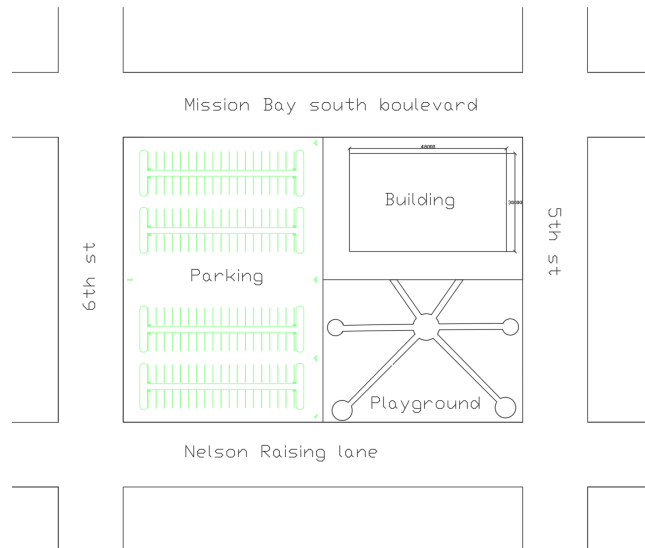 Mission Bay south boulevard
Building
5th st
Parking
6th st
Playground
Nelson Raising lane